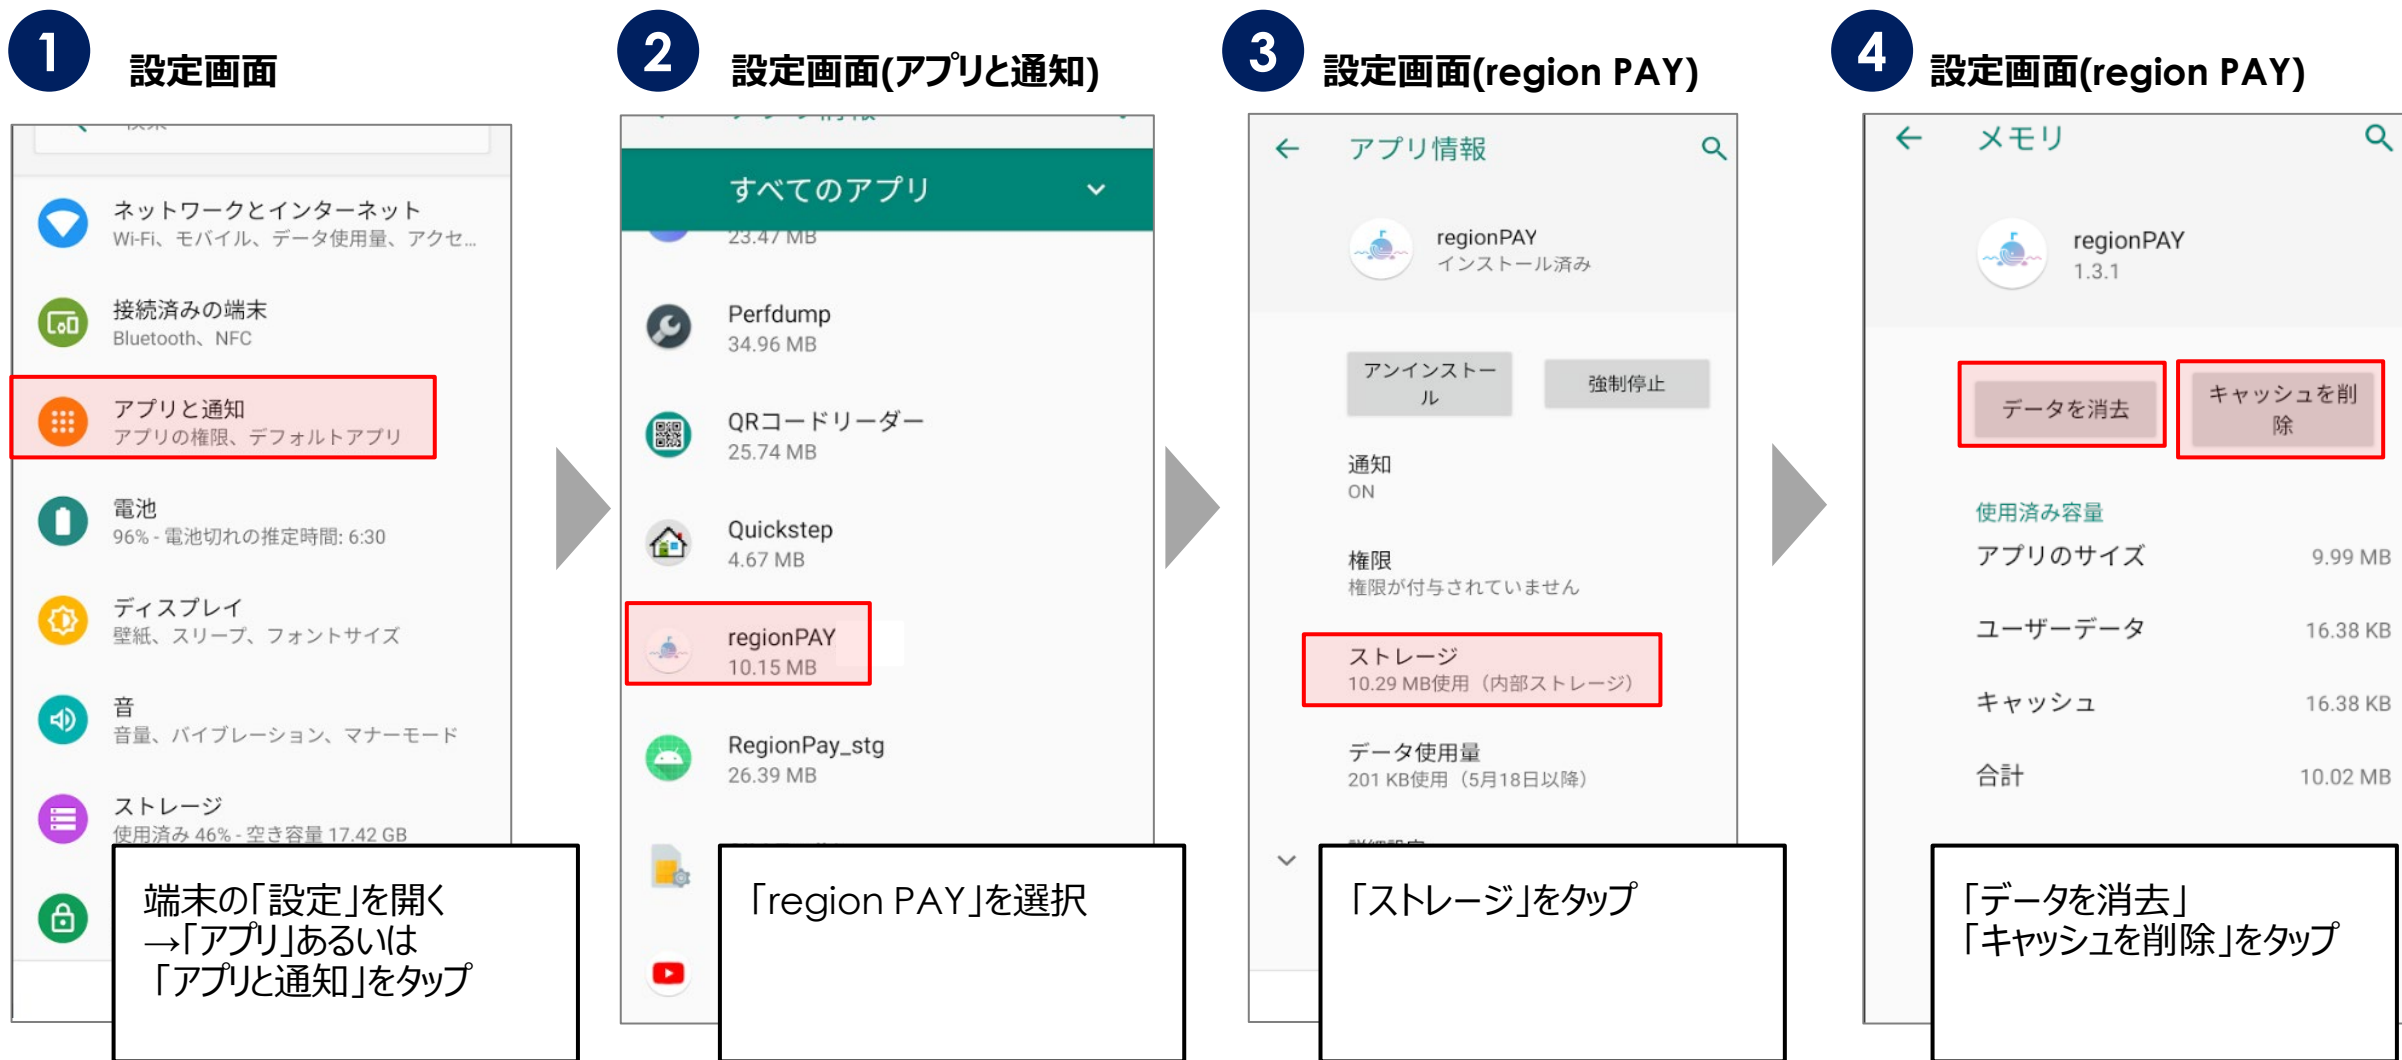 1
設定画面
ネットワークとインターネット
Wi-Fi、モバイル、データ使用量、アクセ...
接続済みの端末
Bluetooth、NFC
アプリと通知
アプリの権限、デフォルトアプリ
電池
96% - 電池切れの推定時間: 6:30
ディスプレイ
壁紙、スリープ、フォントサイズ
音
音量、バイブレーション、マナーモード
ストレージ
使用済み 46% - 空き容量 17.42 GB
端末の「設定」を開く
→「アプリ」あるいは
「アプリと通知」をタップ
2
設定画面(アプリと通知)
すべてのアプリ
23.47 MB
Perfdump
34.96 MB
QRコードリーダー
25.74 MB
Quickstep
4.67 MB
regionPAY
10.15 MB
RegionPay_stg
26.39 MB
「region PAY」を選択
3
設定画面(region PAY)
アプリ情報
regionPAY
インストール済み
アンインストー
ル
強制停止
通知
ON
権限
権限が付与されていません
ストレージ
10.29 MB使用（内部ストレージ）
データ使用量
201 KB使用（5月18日以降）
「ストレージ」をタップ
4
設定画面(region PAY)
メモリ
regionPAY
1.3.1
データを消去
キャッシュを削
除
使用済み容量
アプリのサイズ 9.99 MB
ユーザーデータ 16.38 KB
キャッシュ 16.38 KB
合計 10.02 MB
「データを消去」
「キャッシュを削除」をタップ